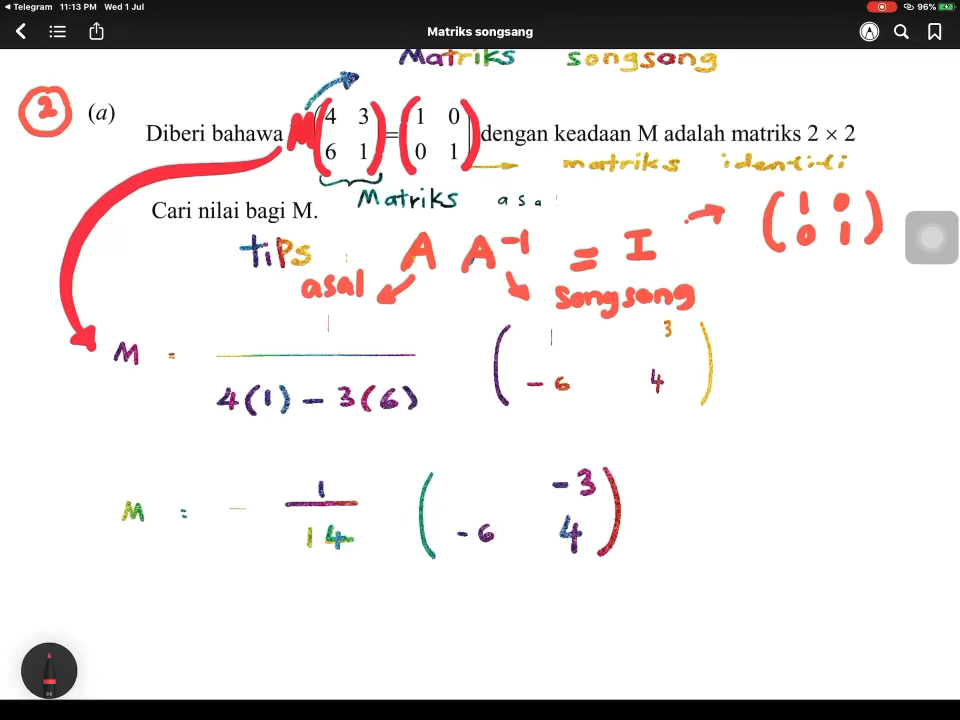 Telegram 11:13 PM Wed 1 Jul 96%
Matriks songsang
Matriks songsang
2 (a)
Diberi bahawa M ( 4 3 = ( 1 0 dengan keadaan M adalah matriks 2 × 2
6 1 ) 0 1 )
matriks identiti
Matriks asa
Cari nilai bagi M.
tips A A⁻¹ = I → ( 1 0
0 1 )
asal songsang
M = 1 ( 1 3
4(1) - 3(6) - 6 4 )
M = - 1 ( -3
14 -6 4 )